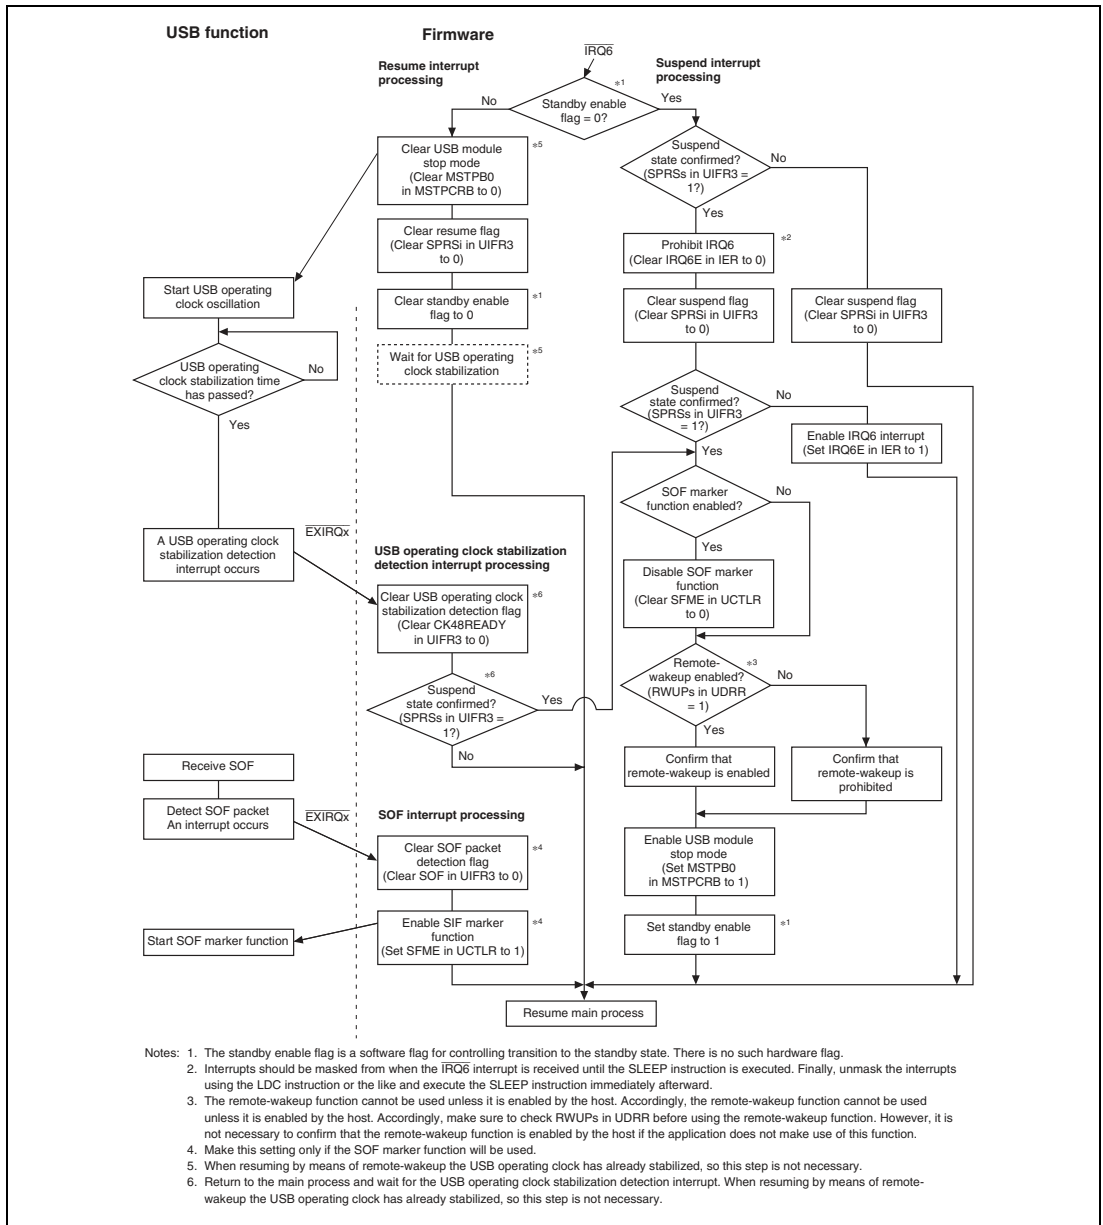 USB function
Firmware
IRQ6
Resume interrupt
processing
Suspend interrupt
processing
*1
Standby enable
flag = 0?
No
Yes
Clear USB module
stop mode
(Clear MSTPB0
in MSTPCRB to 0)
*5
Suspend
state confirmed?
(SPRSs in UIFR3 =
1?)
No
Yes
Clear resume flag
(Clear SPRSi in UIFR3
to 0)
Prohibit IRQ6
(Clear IRQ6E in IER to 0)
*2
Start USB operating
clock oscillation
Clear standby enable
flag to 0
*1
Clear suspend flag
(Clear SPRSi in UIFR3
to 0)
Clear suspend flag
(Clear SPRSi in UIFR3
to 0)
Wait for USB operating
clock stabilization
*5
USB operating
clock stabilization time
has passed?
No
Yes
Suspend
state confirmed?
(SPRSs in UIFR3
= 1?)
No
Yes
Enable IRQ6 interrupt
(Set IRQ6E in IER to 1)
SOF marker
function enabled?
No
Yes
A USB operating clock
stabilization detection
interrupt occurs
EXIRQx
USB operating clock stabilization
detection interrupt processing
Disable SOF marker
function
(Clear SFME in UCTLR
to 0)
Clear USB operating clock
stabilization detection flag
(Clear CK48READY
in UIFR3 to 0)
*6
Remote-
wakeup enabled?
(RWUPs in UDRR
= 1)
*3
No
Yes
*6
Suspend
state confirmed?
(SPRSs in UIFR3 =
1?)
Yes
No
Confirm that
remote-wakeup is enabled
Confirm that
remote-wakeup is
prohibited
Receive SOF
Detect SOF packet
An interrupt occurs
EXIRQx
SOF interrupt processing
Clear SOF packet
detection flag
(Clear SOF in UIFR3 to 0)
*4
Enable USB module
stop mode
(Set MSTPB0
in MSTPCRB to 1)
Start SOF marker function
Enable SIF marker
function
(Set SFME in UCTLR to 1)
*4
Set standby enable
flag to 1
*1
Resume main process
Notes: 1. The standby enable flag is a software flag for controlling transition to the standby state. There is no such hardware flag.
2. Interrupts should be masked from when the IRQ6 interrupt is received until the SLEEP instruction is executed. Finally, unmask the interrupts
using the LDC instruction or the like and execute the SLEEP instruction immediately afterward.
3. The remote-wakeup function cannot be used unless it is enabled by the host. Accordingly, the remote-wakeup function cannot be used
unless it is enabled by the host. Accordingly, make sure to check RWUPs in UDRR before using the remote-wakeup function. However, it is
not necessary to confirm that the remote-wakeup function is enabled by the host if the application does not make use of this function.
4. Make this setting only if the SOF marker function will be used.
5. When resuming by means of remote-wakeup the USB operating clock has already stabilized, so this step is not necessary.
6. Return to the main process and wait for the USB operating clock stabilization detection interrupt. When resuming by means of remote-
wakeup the USB operating clock has already stabilized, so this step is not necessary.